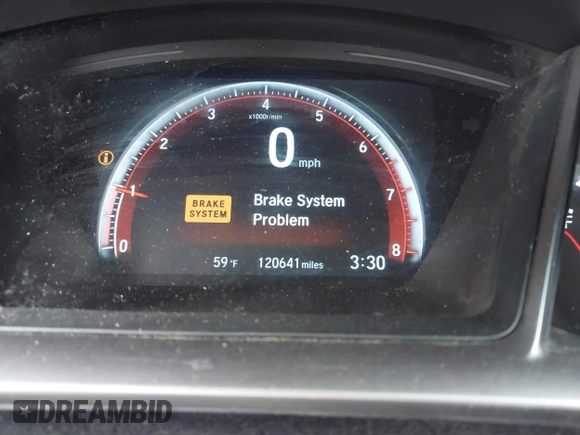 4
3
5
x1000r/min
2
6
0 mph
i
1
7
BRAKE
SYSTEM
Brake System
Problem
0
8
59°F
120641 miles
3:30
DREAMBID